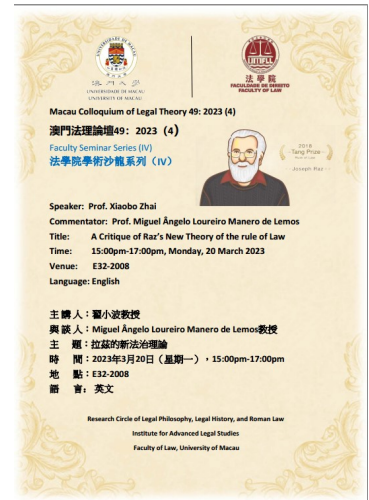 澳門大學
UNIVERSIDADE DE MACAU
UNIVERSITY OF MACAU
法學院
FACULDADE DE DIREITO
FACULTY OF LAW
Macau Colloquium of Legal Theory 49: 2023 (4)
澳門法理論壇49：2023（4）
Faculty Seminar Series (IV)
法學院學術沙龍系列（IV）
2018
Tang Prize
Joseph Raz
Speaker: Prof. Xiaobo Zhai
Commentator: Prof. Miguel Ângelo Loureiro Manero de Lemos
Title: A Critique of Raz's New Theory of the rule of Law
Time: 15:00pm-17:00pm, Monday, 20 March 2023
Venue: E32-2008
Language: English
主 講 人：翟小波教授
與 談 人：Miguel Ângelo Loureiro Manero de Lemos教授
主 題：拉茲的新法治理論
時 間：2023年3月20日（星期一），15:00pm-17:00pm
地 點：E32-2008
語 言： 英文
Research Circle of Legal Philosophy, Legal History, and Roman Law
Institute for Advanced Legal Studies
Faculty of Law, University of Macau